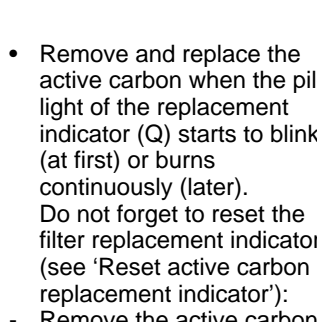 • Remove and replace the
active carbon when the pil
light of the replacement
indicator (Q) starts to blink
(at first) or burns
continuously (later).
Do not forget to reset the
filter replacement indicator
(see ‘Reset active carbon
replacement indicator’):
- Remove the active carbon